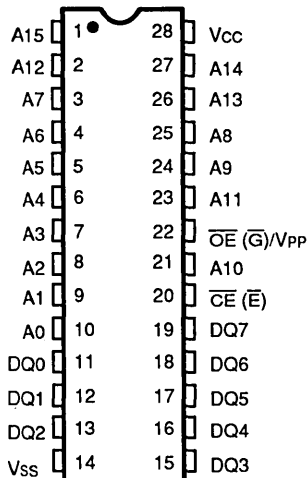 A15 1 28 VCC
A12 2 27 A14
A7 3 26 A13
A6 4 25 A8
A5 5 24 A9
A4 6 23 A11
A3 7 22 OE (G)/VPP
A2 8 21 A10
A1 9 20 CE (E)
A0 10 19 DQ7
DQ0 11 18 DQ6
DQ1 12 17 DQ5
DQ2 13 16 DQ4
VSS 14 15 DQ3